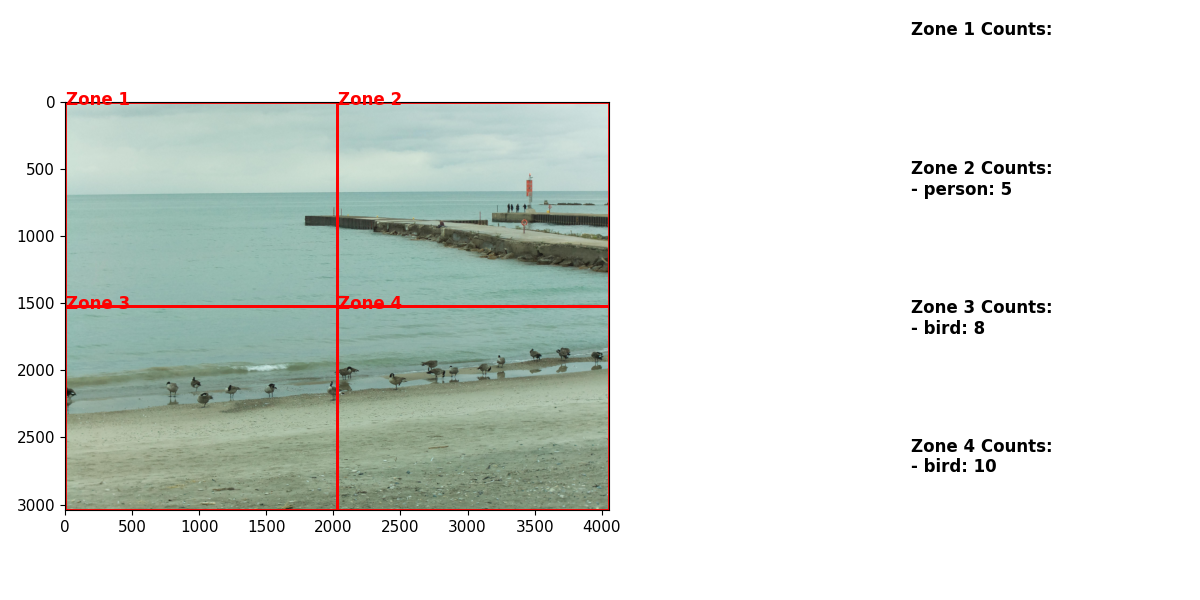 Zone 1 Counts:
Zone 1
Zone 2
0
500
1000
1500
2000
2500
3000
Zone 3
Zone 4
0
500
1000
1500
2000
2500
3000
3500
4000
Zone 2 Counts:
- person: 5
Zone 3 Counts:
- bird: 8
Zone 4 Counts:
- bird: 10